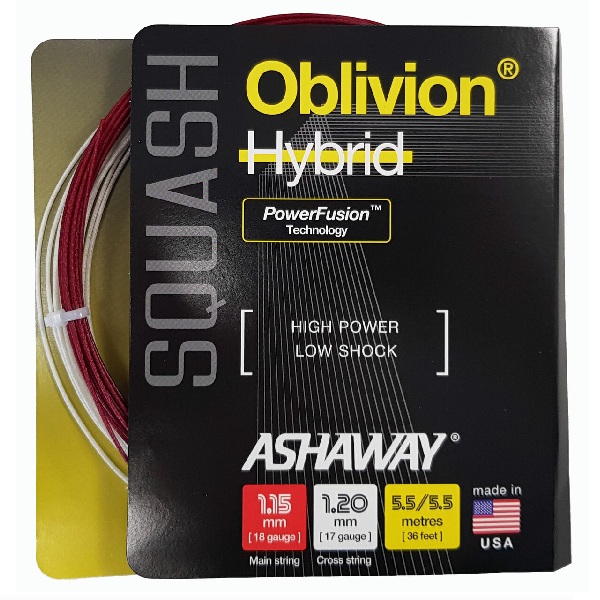 SQUASH
Oblivion®
Hybrid
PowerFusion™
Technology
HIGH POWER
LOW SHOCK
ASHAWAY®
1.15
mm
[18 gauge]
Main string
1.20
mm
[17 gauge]
Cross string
5.5/5.5
metres
[36 feet]
made in
USA